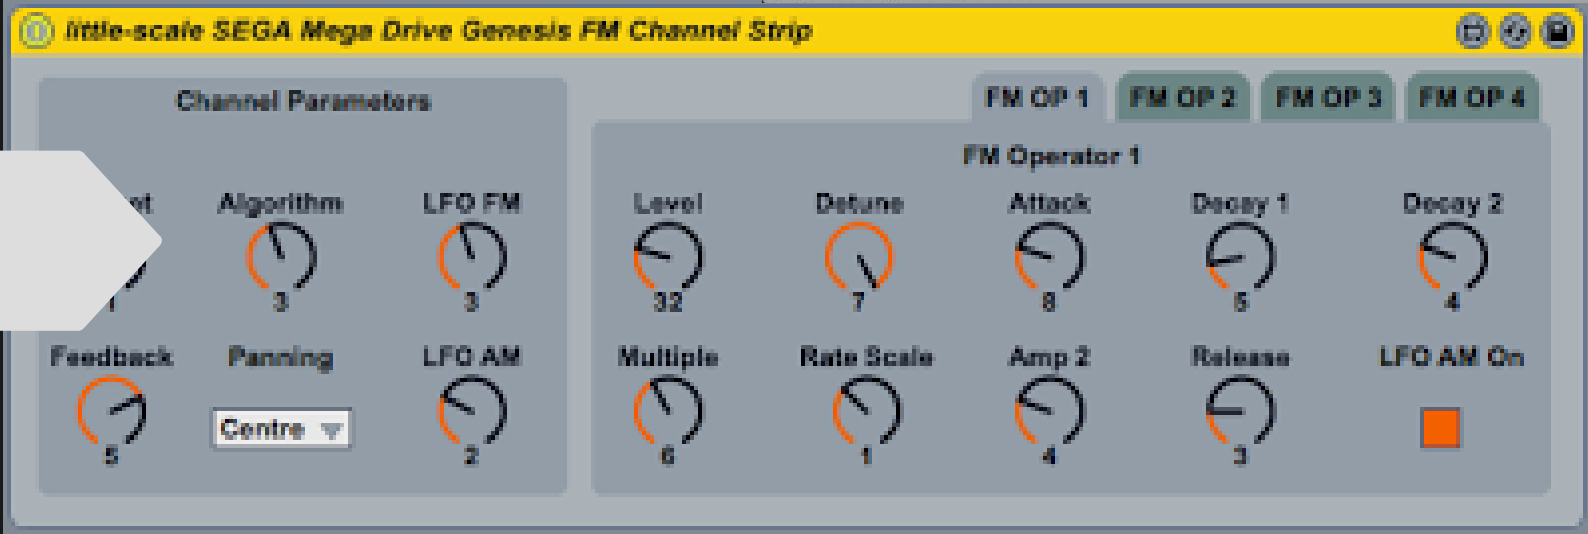 little-scale SEGA Mega Drive Genesis FM Channel Strip
Channel Parameters
Algorithm LFO FM
3 3
Feedback Panning LFO AM
Centre
5 2
FM OP 1 FM OP 2 FM OP 3 FM OP 4
FM Operator 1
Level Detune Attack Decay 1 Decay 2
32 7 8 5 4
Multiple Rate Scale Amp 2 Release LFO AM On
6 1 4 3